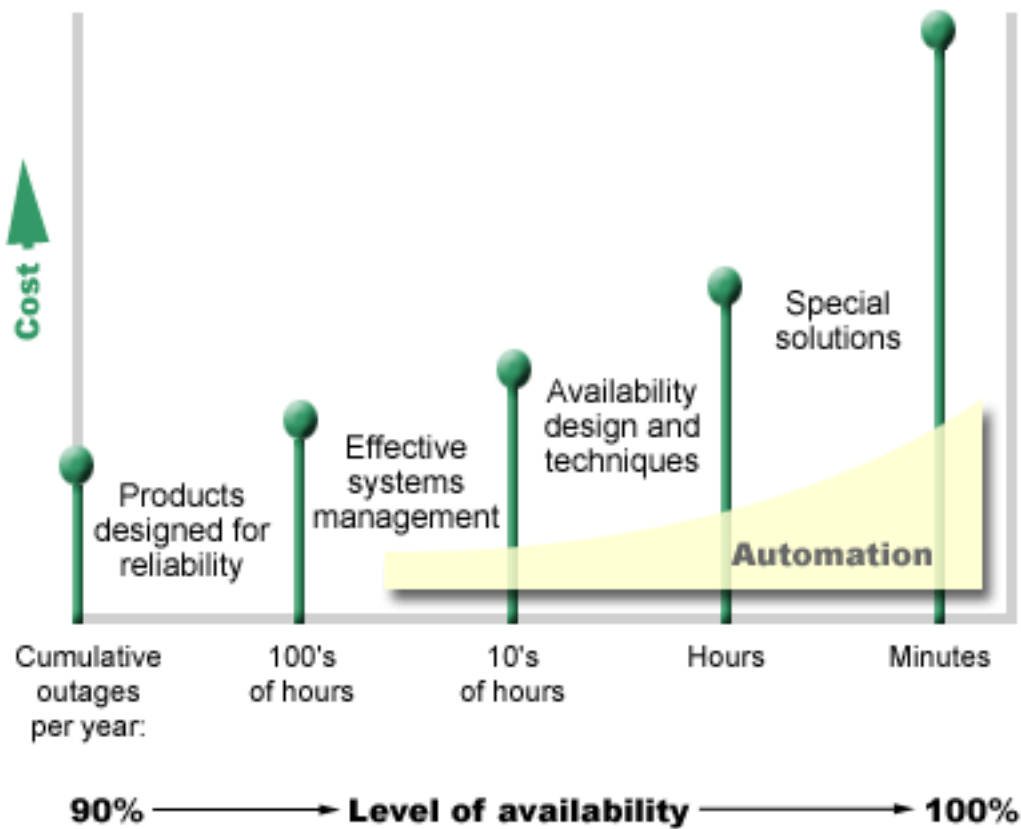 Cost
Special
solutions
Availability
design and
techniques
Effective
systems
management
Products
designed for
reliability
Automation
Cumulative
outages
per year:
100's
of hours
10's
of hours
Hours
Minutes
90% Level of availability 100%